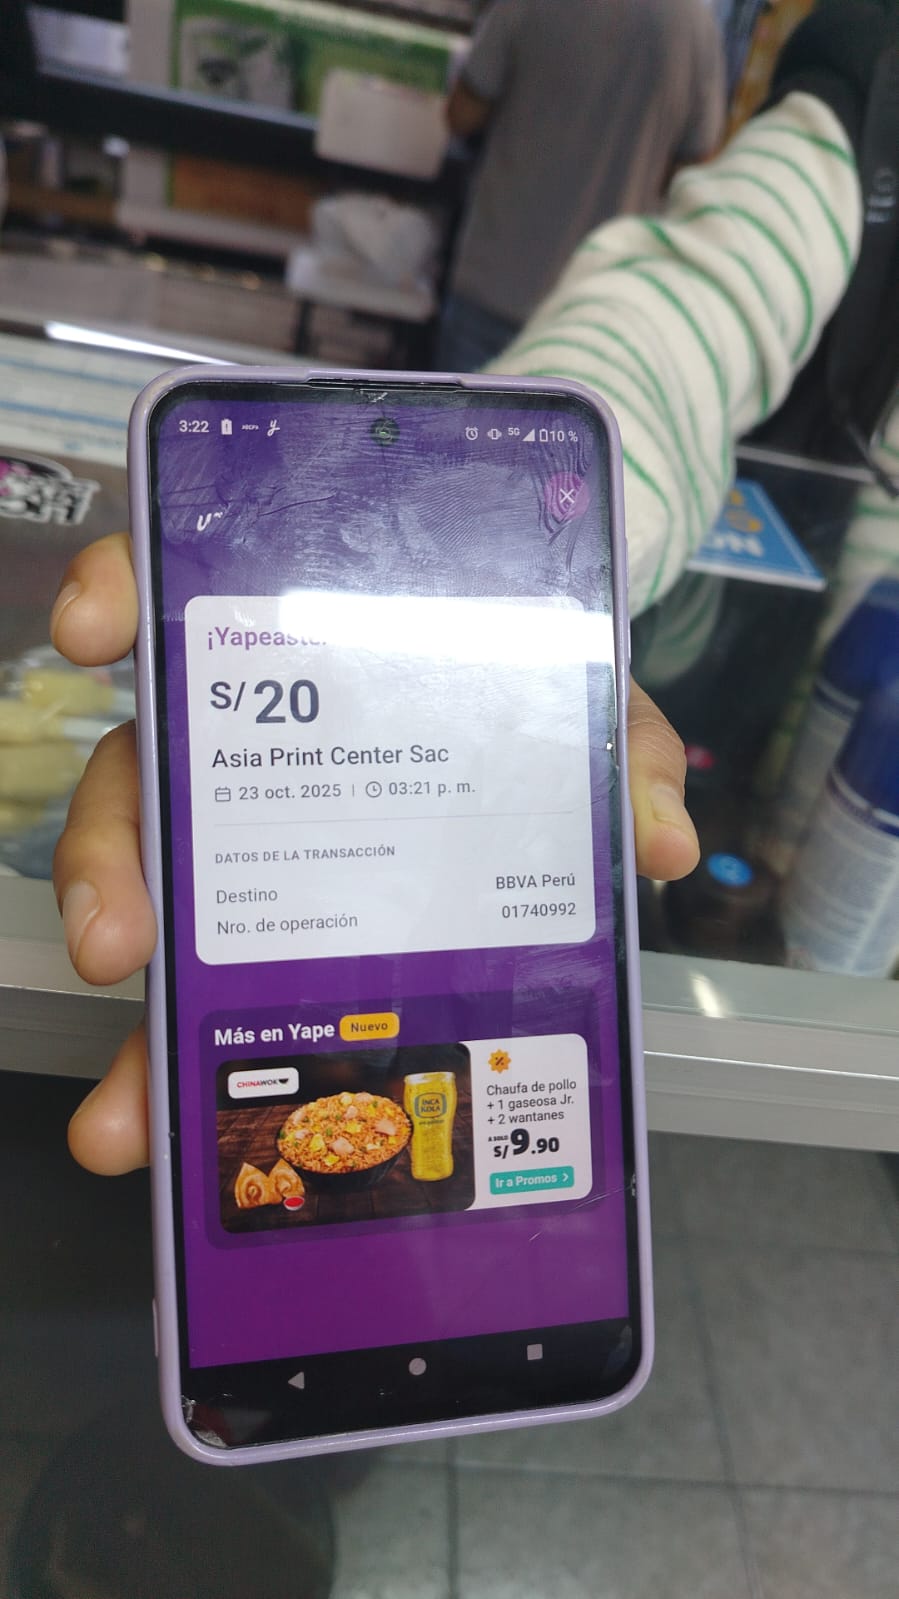 3:22
5G
10 %
¡Yapeaste!
S/ 20
Asia Print Center Sac
23 oct. 2025 | 03:21 p. m.
DATOS DE LA TRANSACCIÓN
Destino BBVA Perú
Nro. de operación 01740992
Más en Yape Nuevo
CHINAWOK
INCA KOLA
Chaufa de pollo
+ 1 gaseosa Jr.
+ 2 wantanes
A SOLO
S/ 9.90
Ir a Promos >